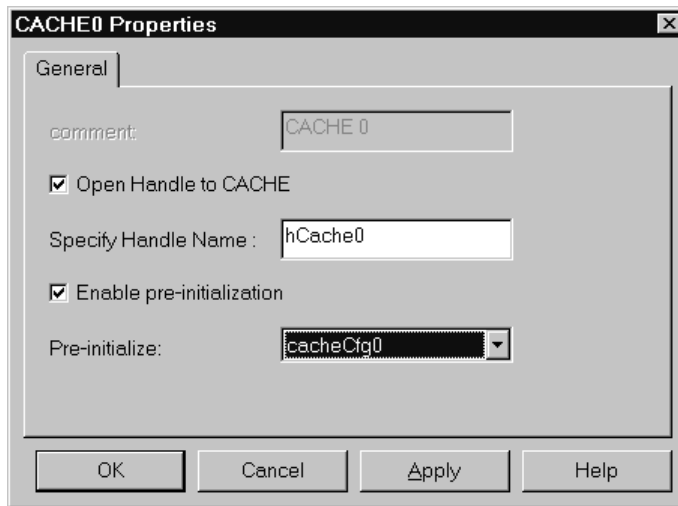 CACHE0 Properties
General
comment: CACHE 0
Open Handle to CACHE
Specify Handle Name : hCache0
Enable pre-initialization
Pre-initialize: cacheCfg0
OK Cancel Apply Help